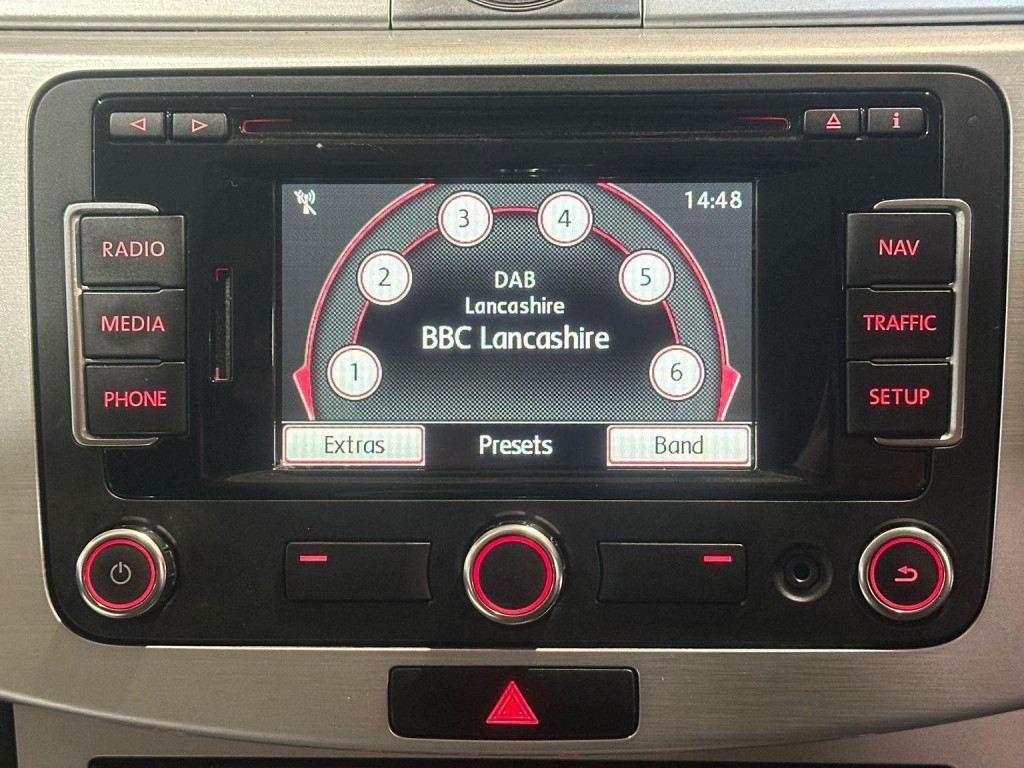 i
RADIO
MEDIA
PHONE
14:48
1
2
3
4
5
6
DAB
Lancashire
BBC Lancashire
Extras
Presets
Band
NAV
TRAFFIC
SETUP